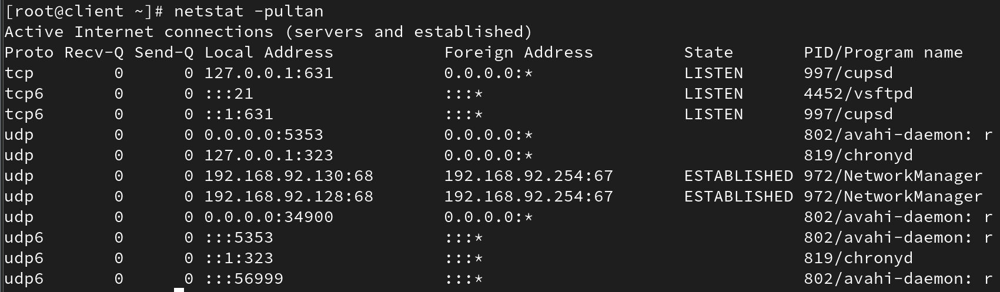 [root@client ~]# netstat -pultan
Active Internet connections (servers and established)
Proto Recv-Q Send-Q Local Address           Foreign Address         State       PID/Program name
tcp        0      0 127.0.0.1:631           0.0.0.0:*               LISTEN      997/cupsd
tcp6       0      0 :::21                   :::*                    LISTEN      4452/vsftpd
tcp6       0      0 ::1:631                 :::*                    LISTEN      997/cupsd
udp        0      0 0.0.0.0:5353            0.0.0.0:*                           802/avahi-daemon: r
udp        0      0 127.0.0.1:323           0.0.0.0:*                           819/chronyd
udp        0      0 192.168.92.130:68       192.168.92.254:67       ESTABLISHED 972/NetworkManager
udp        0      0 192.168.92.128:68       192.168.92.254:67       ESTABLISHED 972/NetworkManager
udp        0      0 0.0.0.0:34900           0.0.0.0:*                           802/avahi-daemon: r
udp6       0      0 :::5353                 :::*                                802/avahi-daemon: r
udp6       0      0 ::1:323                 :::*                                819/chronyd
udp6       0      0 :::56999                :::*                                802/avahi-daemon: r